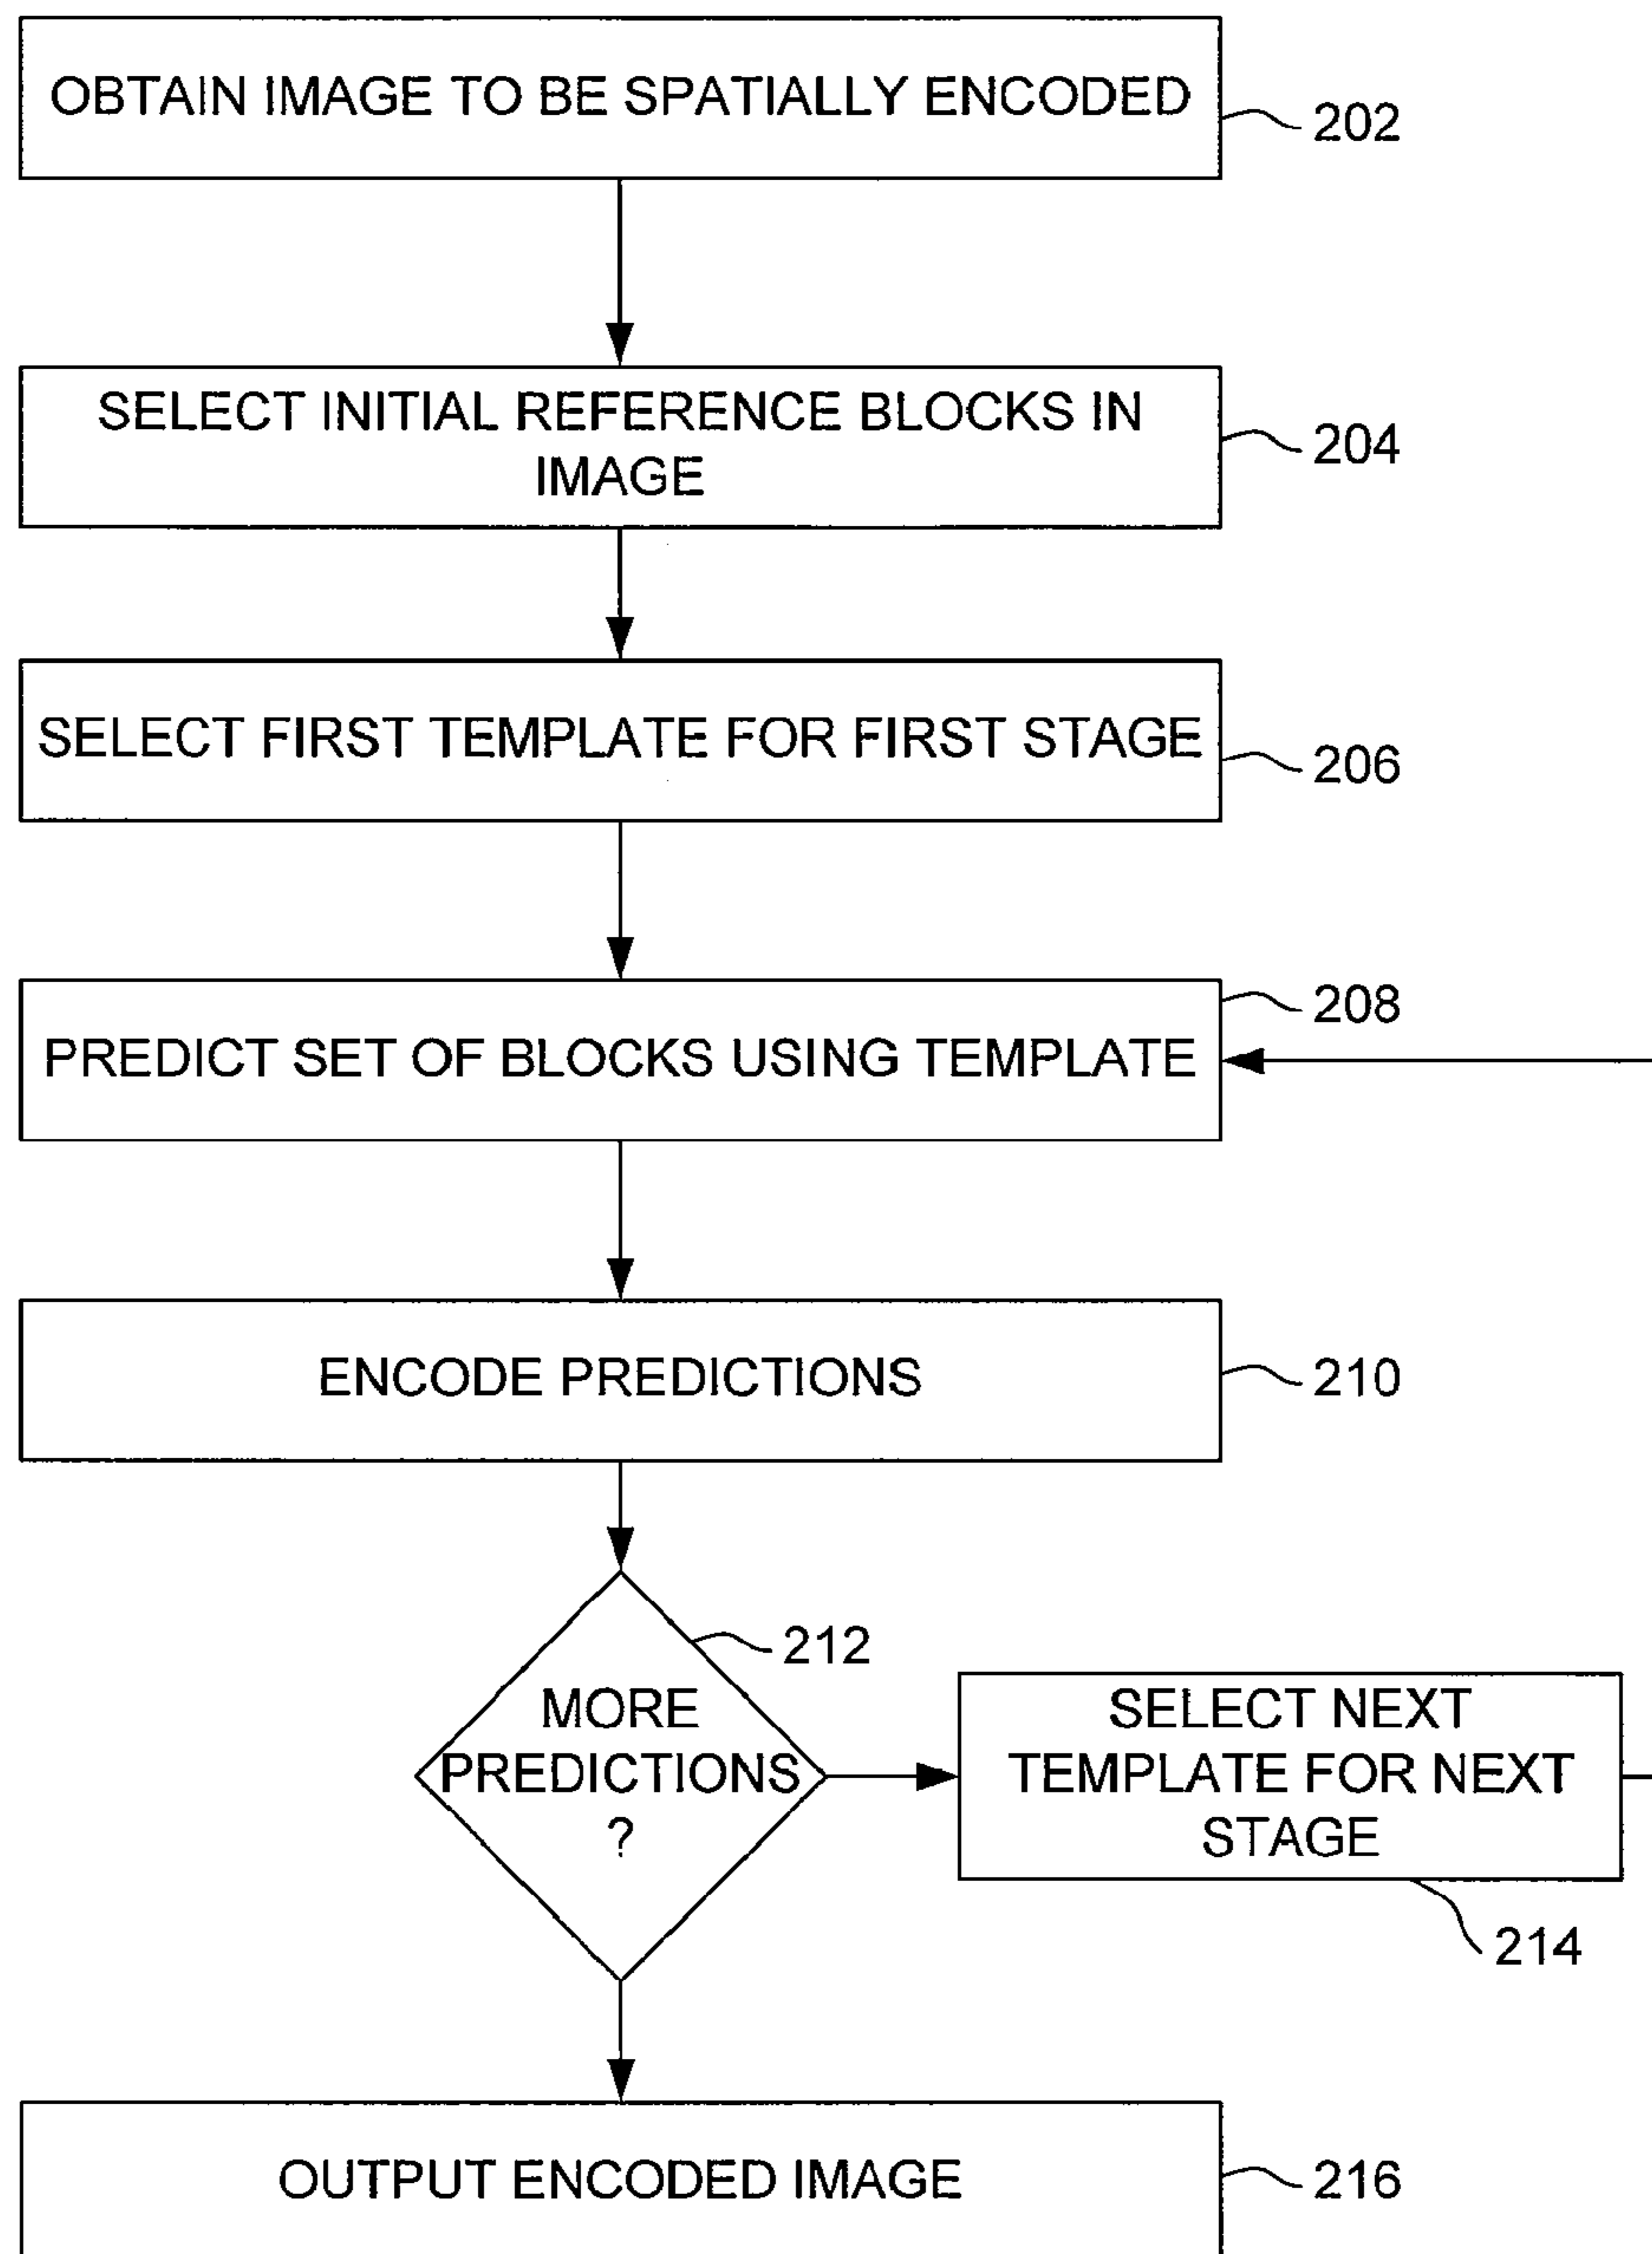 OBTAIN IMAGE TO BE SPATIALLY ENCODED
202
SELECT INITIAL REFERENCE BLOCKS IN
IMAGE
204
SELECT FIRST TEMPLATE FOR FIRST STAGE
206
PREDICT SET OF BLOCKS USING TEMPLATE
208
ENCODE PREDICTIONS
210
MORE
PREDICTIONS
?
212
SELECT NEXT
TEMPLATE FOR NEXT
STAGE
214
OUTPUT ENCODED IMAGE
216